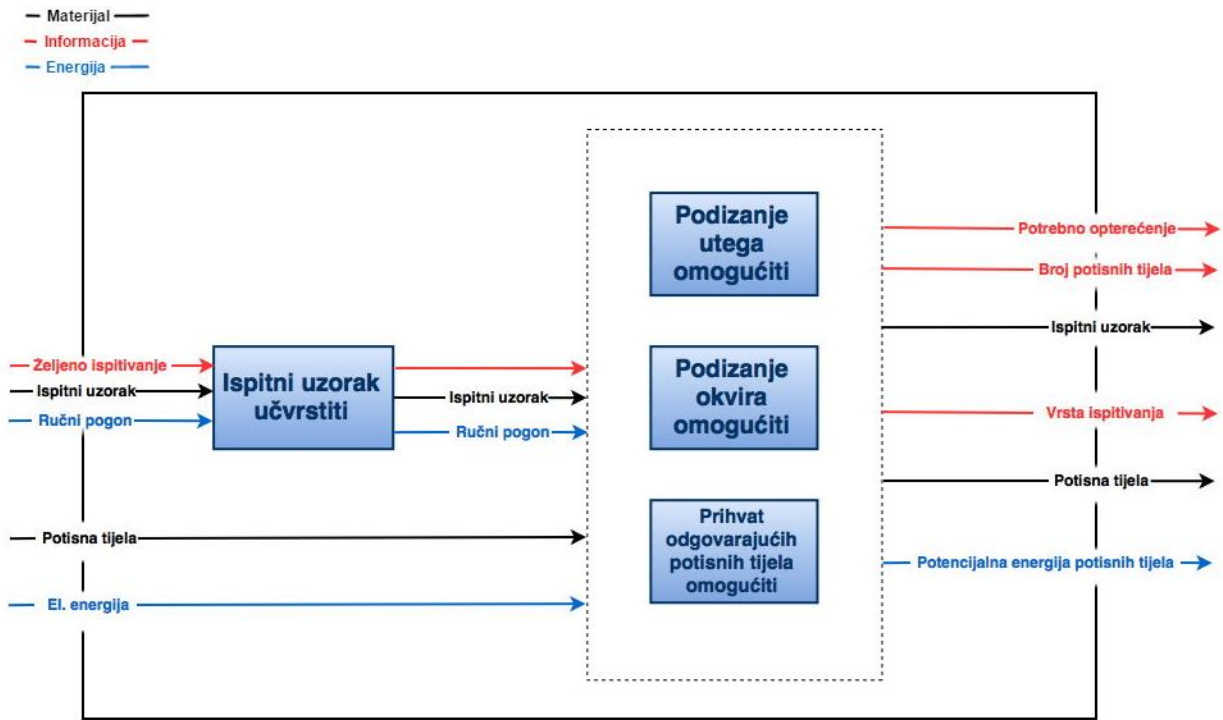 Materijal
Informacija
Energija
Podizanje
utega
omogućiti
Potrebno opterećenje
Broj potisnih tijela
Ispitni uzorak
Željeno ispitivanje
Ispitni uzorak
Ručni pogon
Ispitni uzorak
učvrstiti
Ispitni uzorak
Ručni pogon
Podizanje
okvira
omogućiti
Vrsta ispitivanja
Potisna tijela
Potisna tijela
El. energija
Prihvat
odgovarajućih
potisnih tijela
omogućiti
Potencijalna energija potisnih tijela